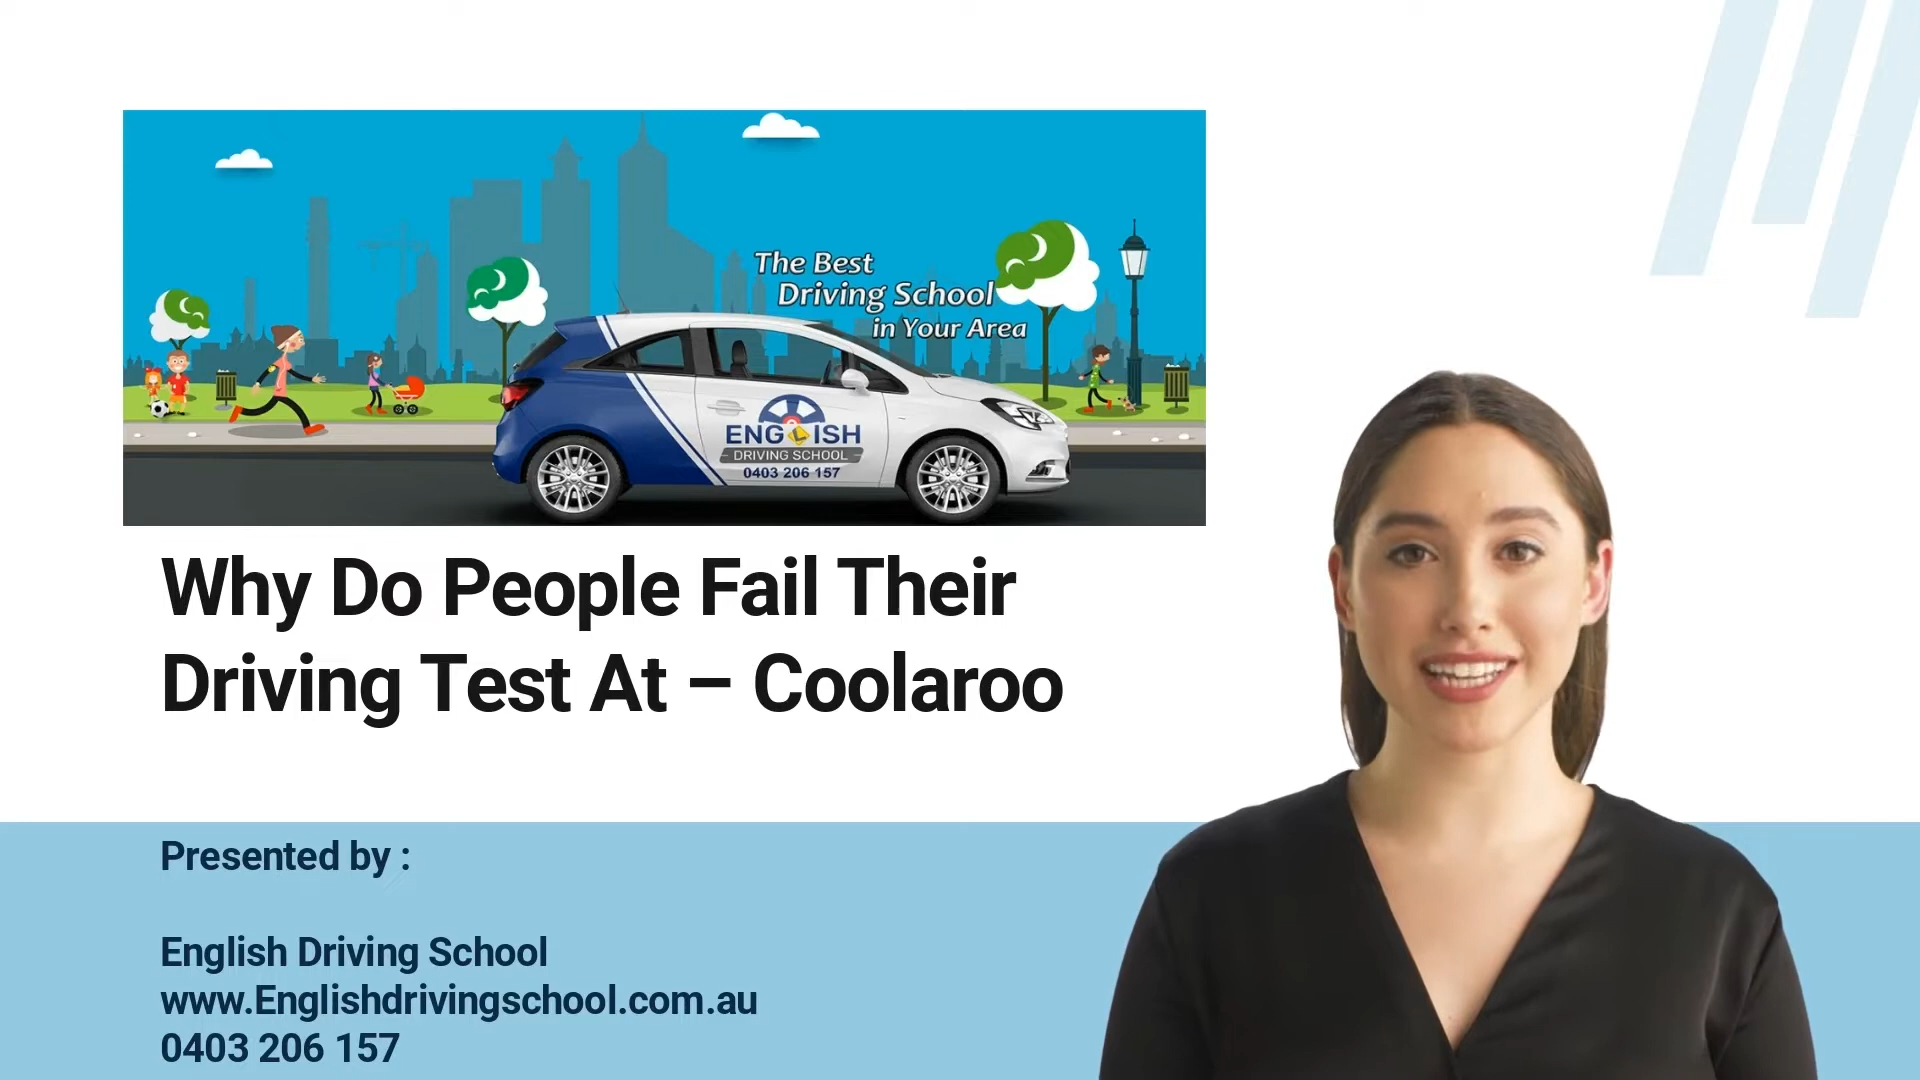 The Best
Driving School
in Your Area
ENGLISH
DRIVING SCHOOL
0403 206 157
Why Do People Fail Their
Driving Test At – Coolaroo
Presented by :
English Driving School
www.Englishdrivingschool.com.au
0403 206 157